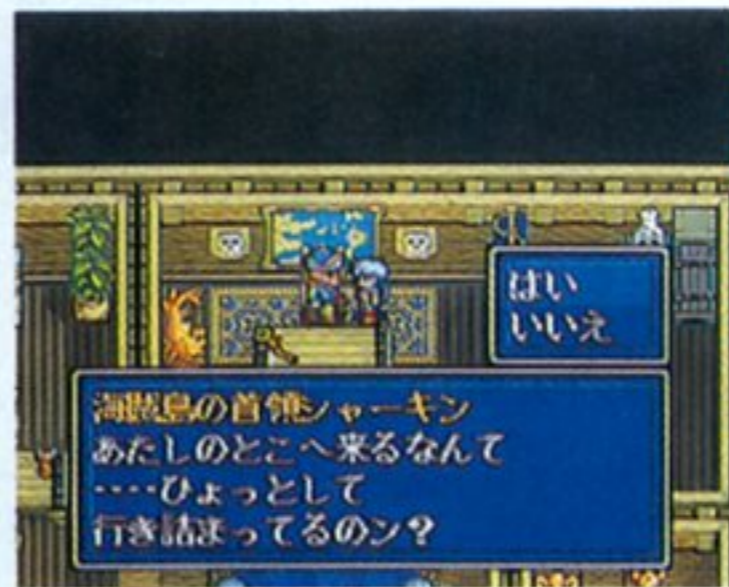 はい
いいえ
海賊島の首領シャーキン
あたしのとこへ来るなんて
‥‥ひょっとして
行き詰まってるのン？